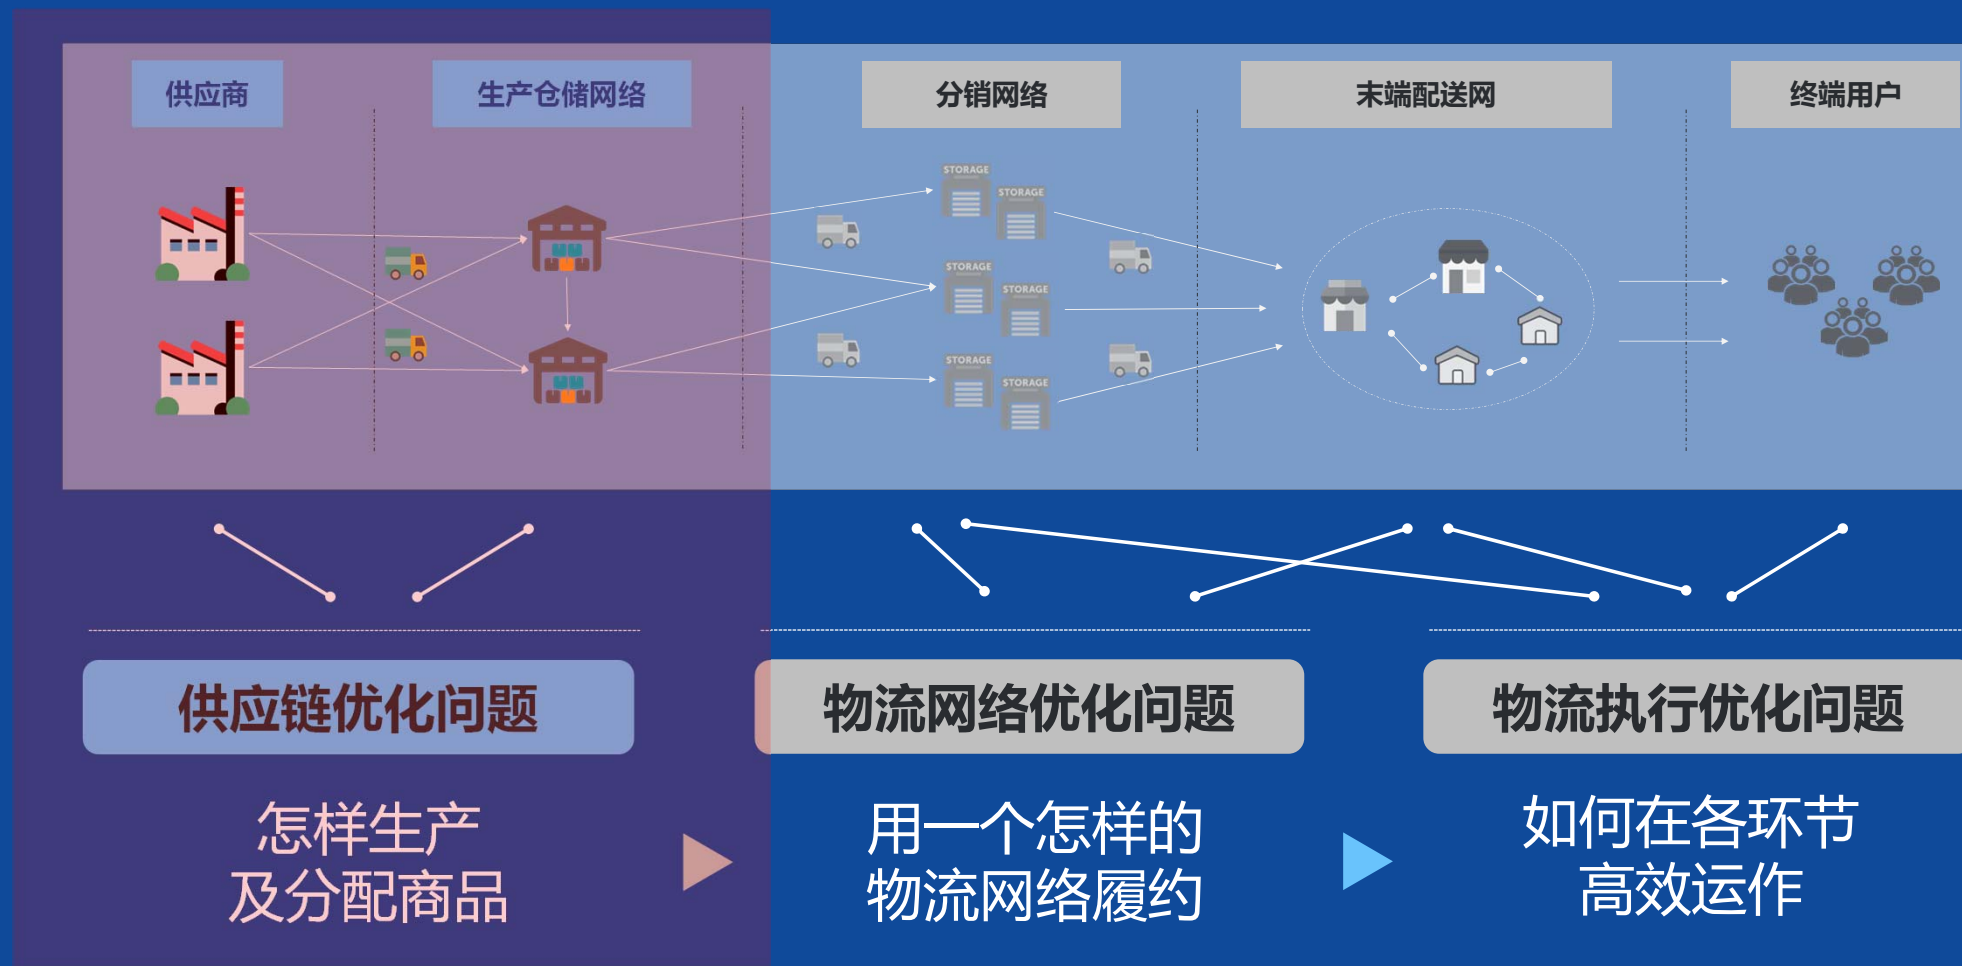 供应商
生产仓储网络
分销网络
末端配送网
终端用户
STORAGE
STORAGE
STORAGE
STORAGE
STORAGE
STORAGE
供应链优化问题
物流网络优化问题
物流执行优化问题
怎样生产
及分配商品
用一个怎样的
物流网络履约
如何在各环节
高效运作